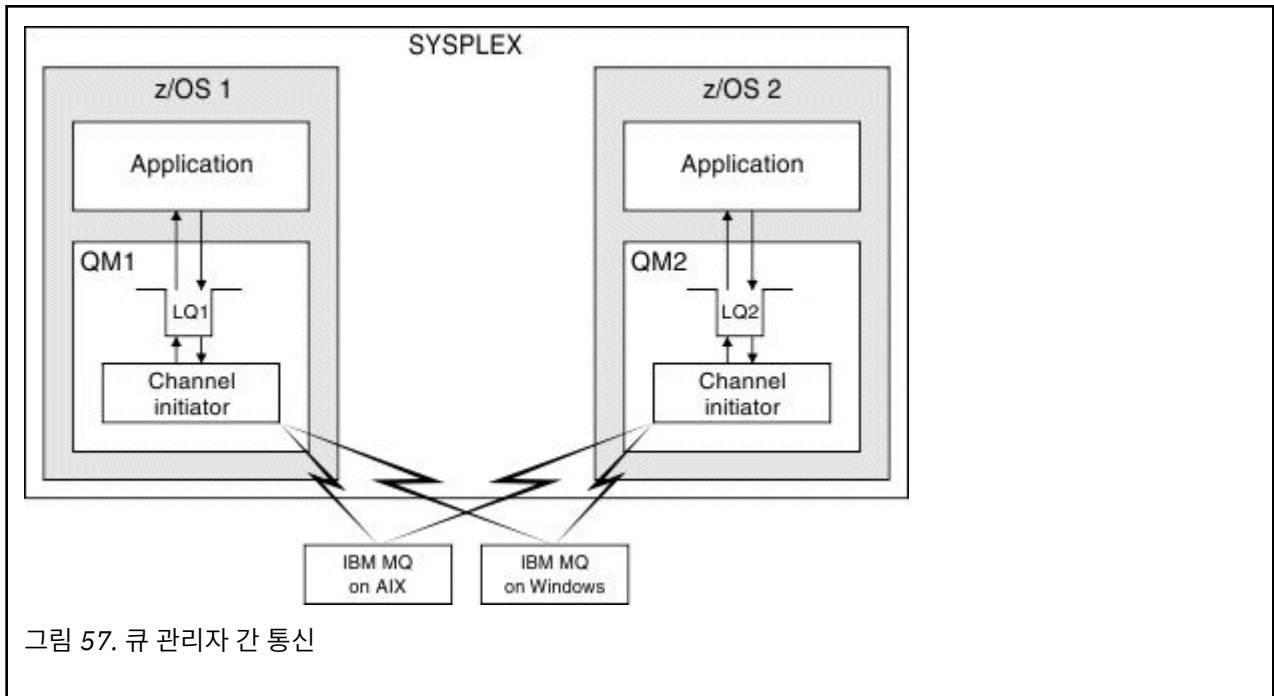 SYSPLEX
z/OS 1
Application
QM1
LQ1
Channel
initiator
z/OS 2
Application
QM2
LQ2
Channel
initiator
IBM MQ
on AIX
IBM MQ
on Windows
그림 57. 큐 관리자 간 통신